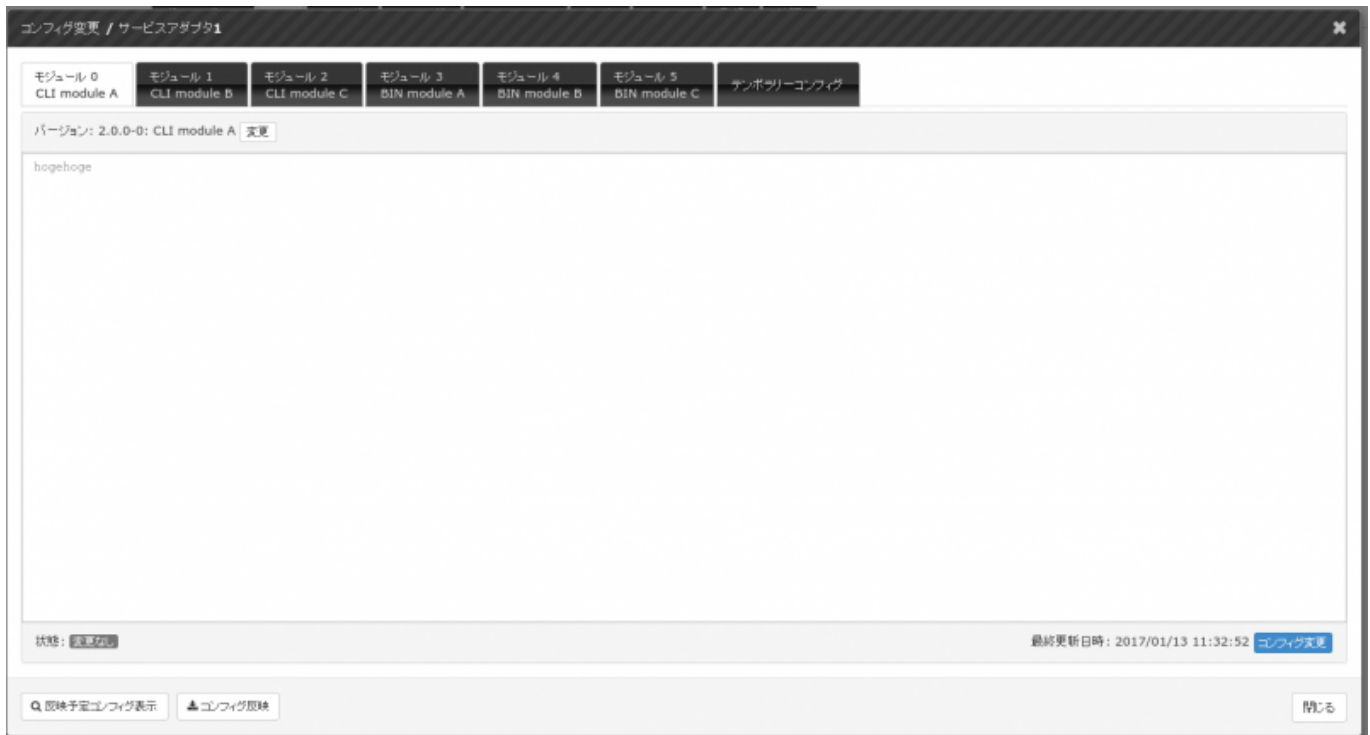 コンフィグ変更 / サービスアダプタ1
モジュール 0
CLI module A
モジュール 1
CLI module B
モジュール 2
CLI module C
モジュール 3
BIN module A
モジュール 4
BIN module B
モジュール 5
BIN module C
テンポラリーコンフィグ
バージョン: 2.0.0-0: CLI module A 変更
hogehoge
状態: 変更なし
最終更新日時: 2017/01/13 11:32:52 コンフィグ変更
反映予定コンフィグ表示
コンフィグ反映
閉じる